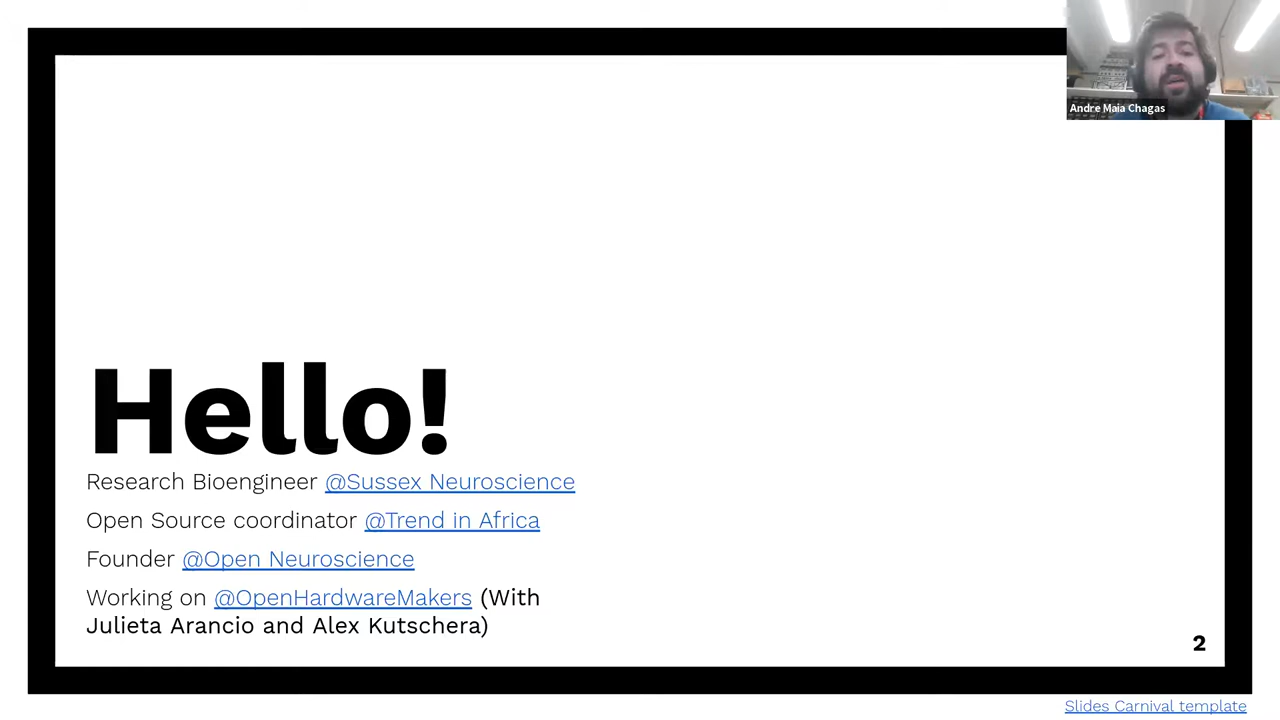 Andre Maia Chagas
Hello!
Research Bioengineer @Sussex Neuroscience
Open Source coordinator @Trend in Africa
Founder @Open Neuroscience
Working on @OpenHardwareMakers (With
Julieta Arancio and Alex Kutschera)
2
Slides Carnival template